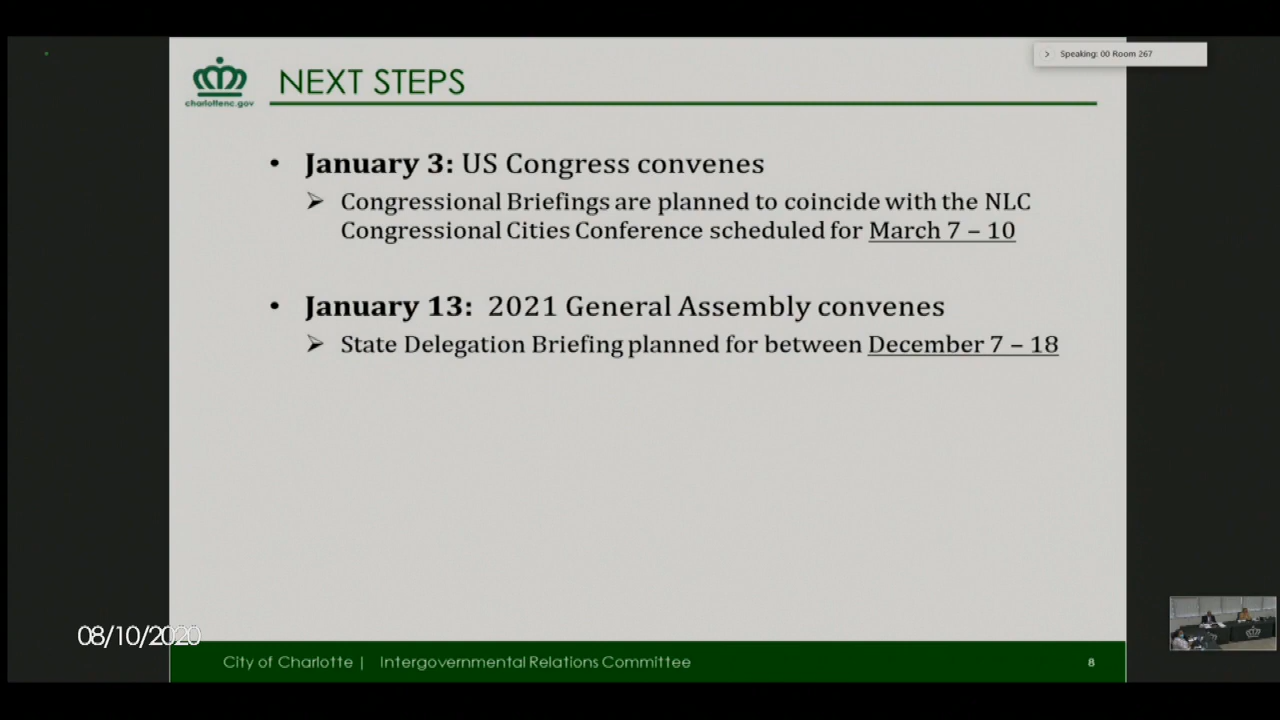 Speaking: 00 Room 267
charlottenc.gov
NEXT STEPS
• January 3: US Congress convenes
➢ Congressional Briefings are planned to coincide with the NLC
Congressional Cities Conference scheduled for March 7 – 10
• January 13: 2021 General Assembly convenes
➢ State Delegation Briefing planned for between December 7 – 18
08/10/2020
City of Charlotte | Intergovernmental Relations Committee
8